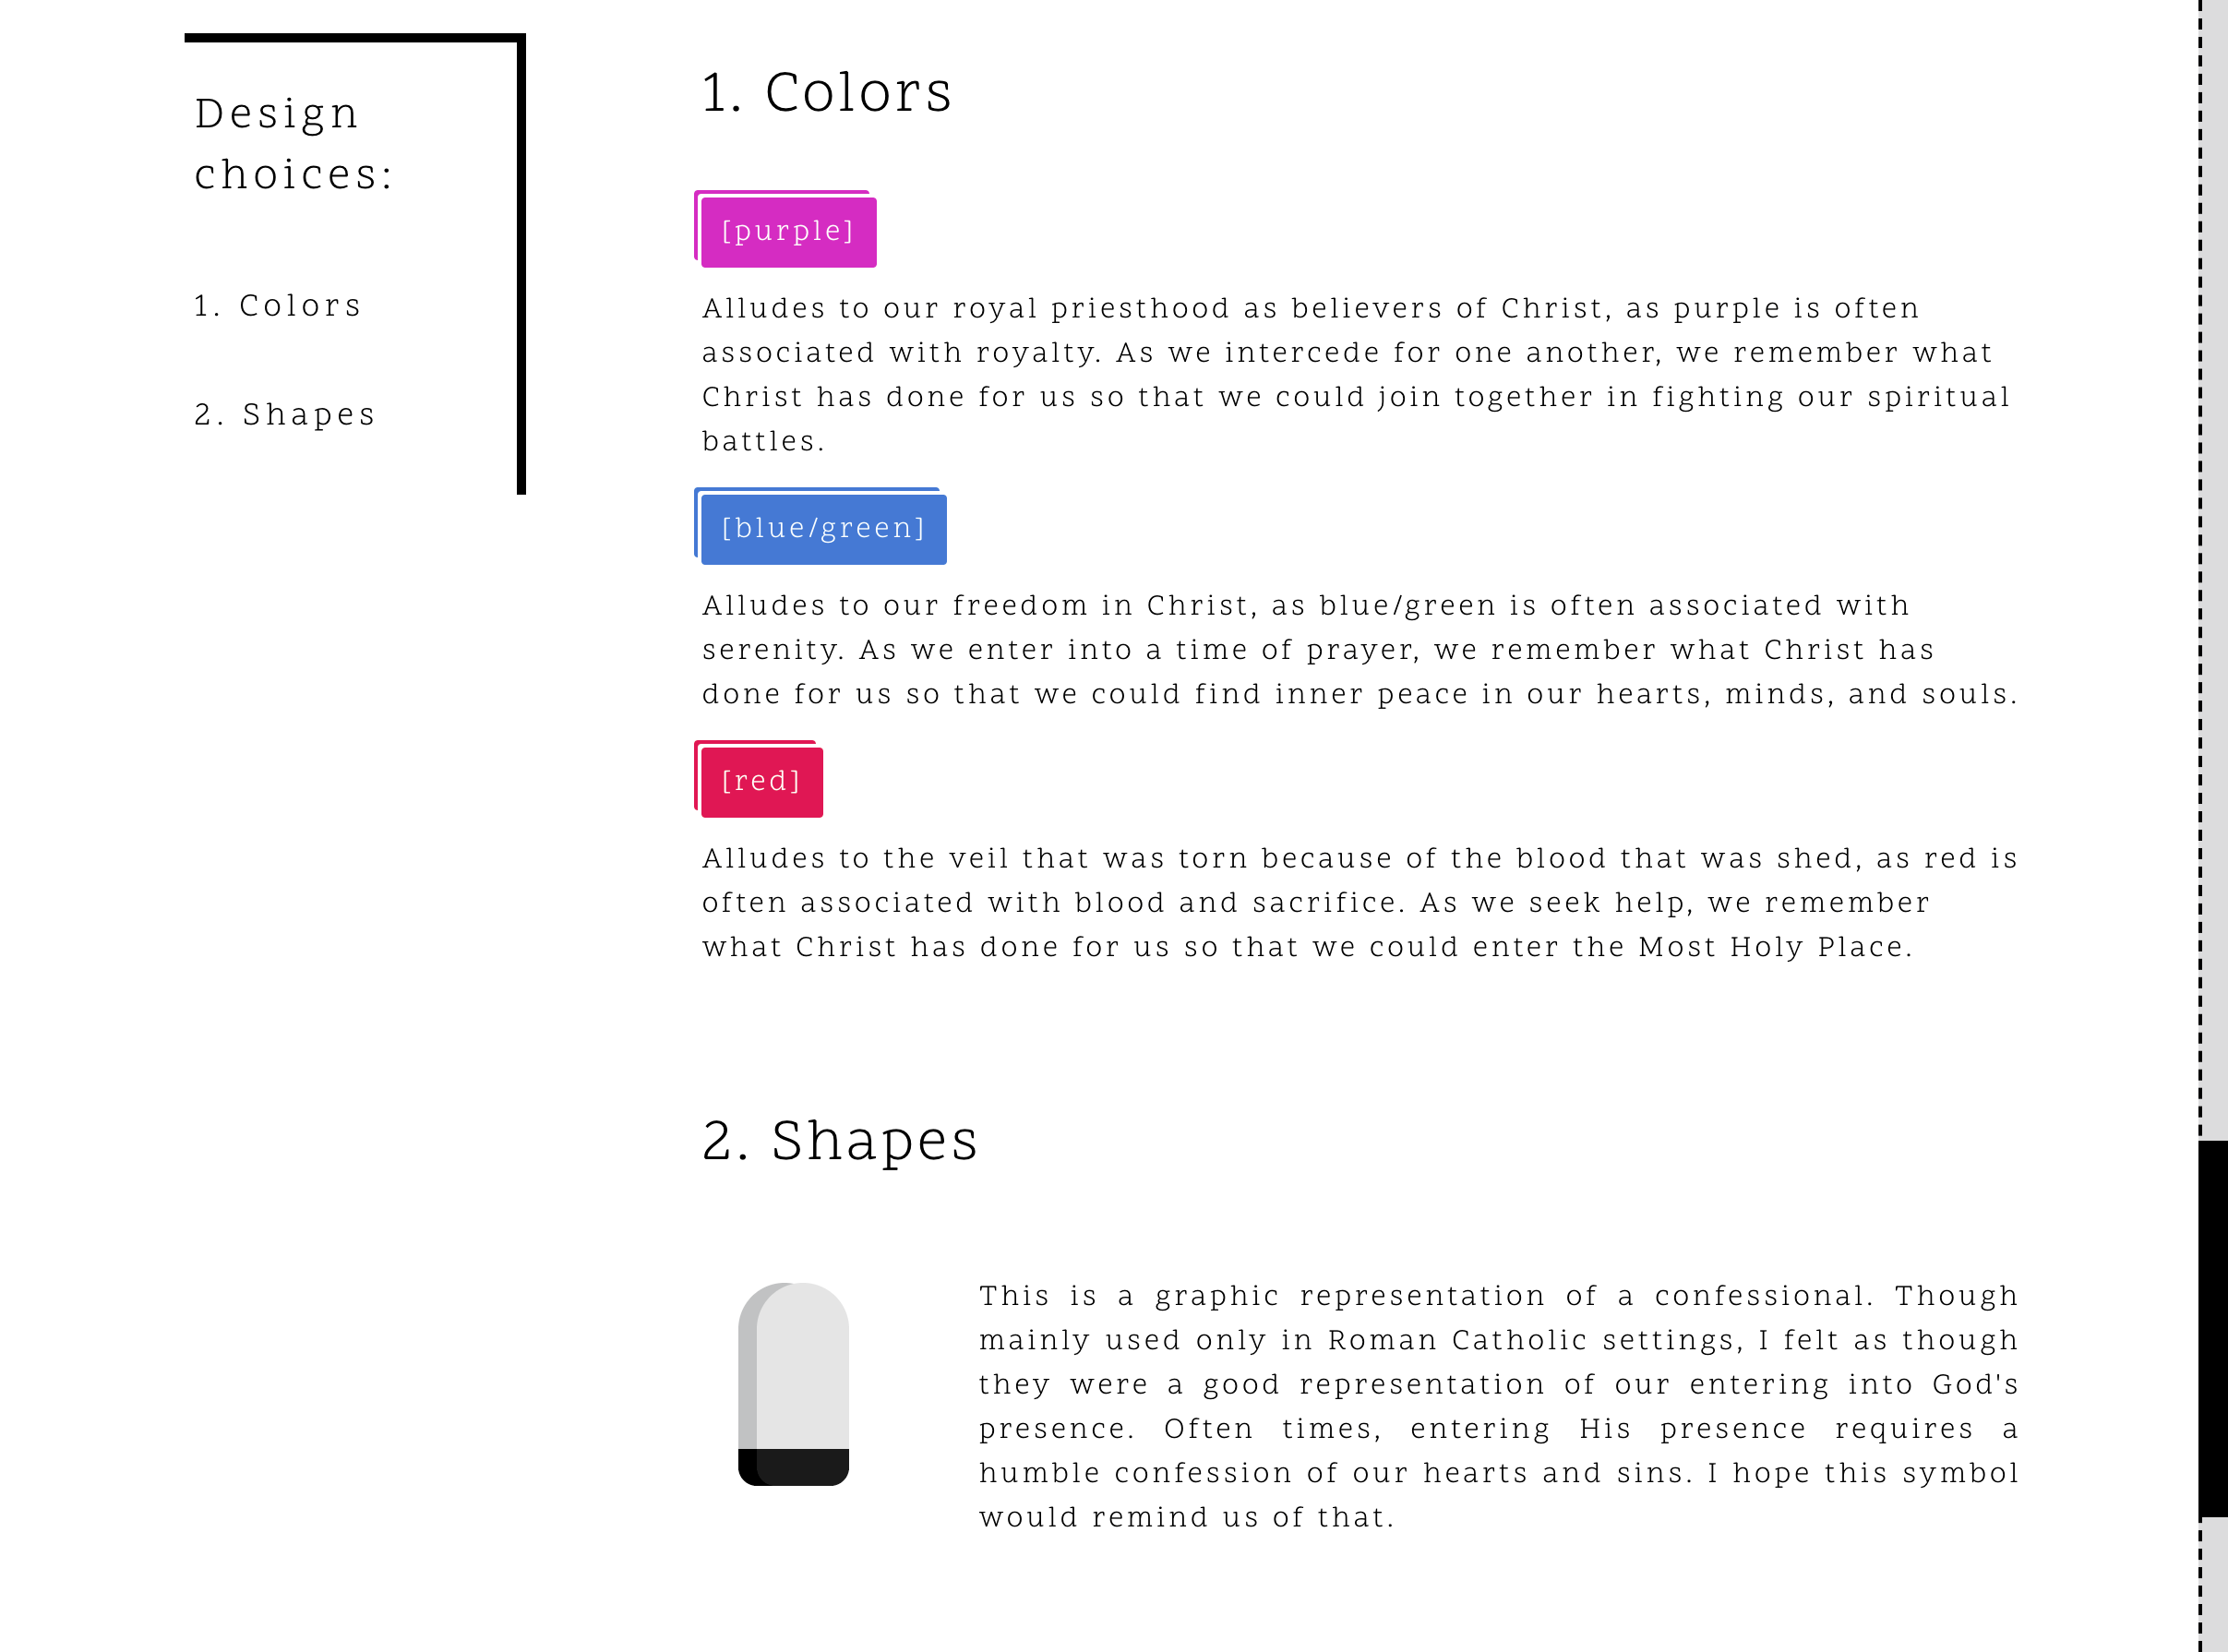 Design
choices:
1. Colors
2. Shapes
1. Colors
[purple]
Alludes to our royal priesthood as believers of Christ, as purple is often
associated with royalty. As we intercede for one another, we remember what
Christ has done for us so that we could join together in fighting our spiritual
battles.
[blue/green]
Alludes to our freedom in Christ, as blue/green is often associated with
serenity. As we enter into a time of prayer, we remember what Christ has
done for us so that we could find inner peace in our hearts, minds, and souls.
[red]
Alludes to the veil that was torn because of the blood that was shed, as red is
often associated with blood and sacrifice. As we seek help, we remember
what Christ has done for us so that we could enter the Most Holy Place.
2. Shapes
This is a graphic representation of a confessional. Though
mainly used only in Roman Catholic settings, I felt as though
they were a good representation of our entering into God's
presence. Often times, entering His presence requires a
humble confession of our hearts and sins. I hope this symbol
would remind us of that.